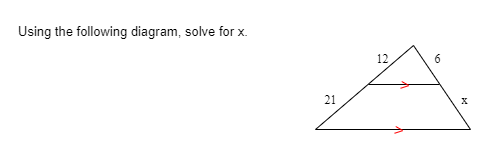 Using the following diagram, solve for x.
12
6
21
x